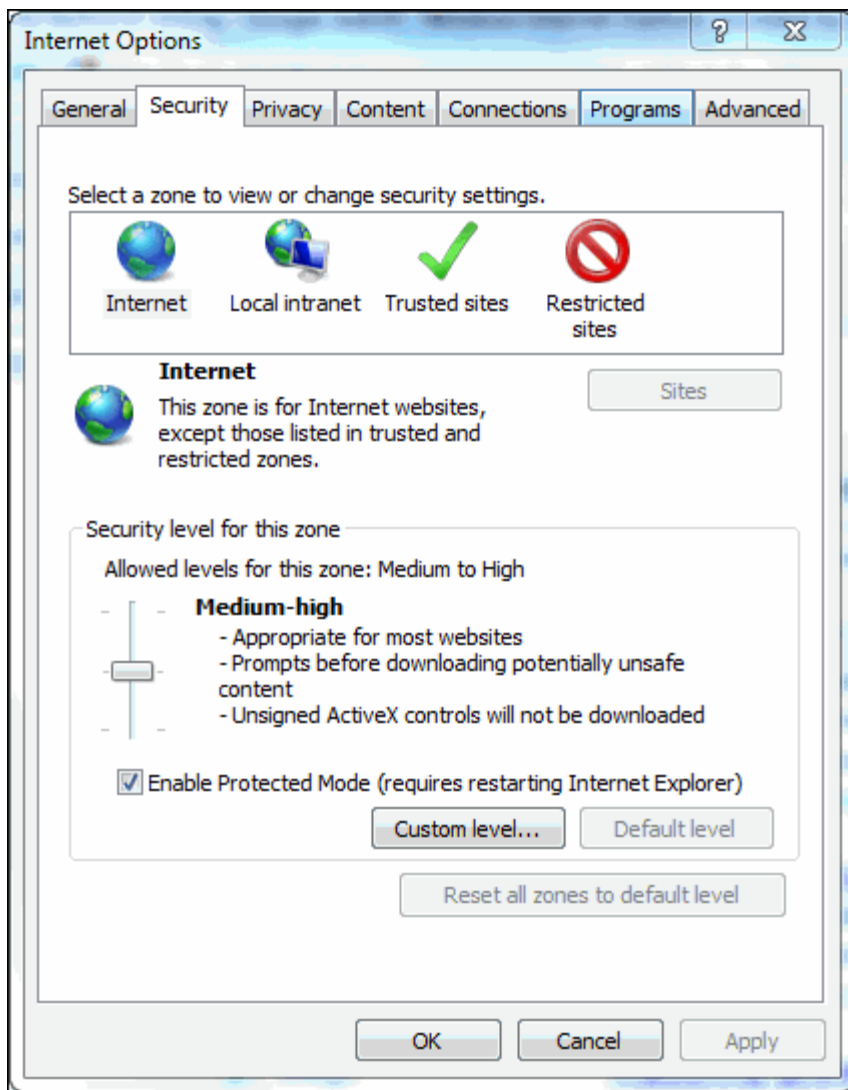 Internet Options
?
General Security Privacy Content Connections Programs Advanced
Select a zone to view or change security settings.
Internet Local intranet Trusted sites Restricted
sites
Internet
Sites
This zone is for Internet websites,
except those listed in trusted and
restricted zones.
Security level for this zone
Allowed levels for this zone: Medium to High
Medium-high
- Appropriate for most websites
- Prompts before downloading potentially unsafe
content
- Unsigned ActiveX controls will not be downloaded
Enable Protected Mode (requires restarting Internet Explorer)
Custom level... Default level
Reset all zones to default level
OK Cancel Apply